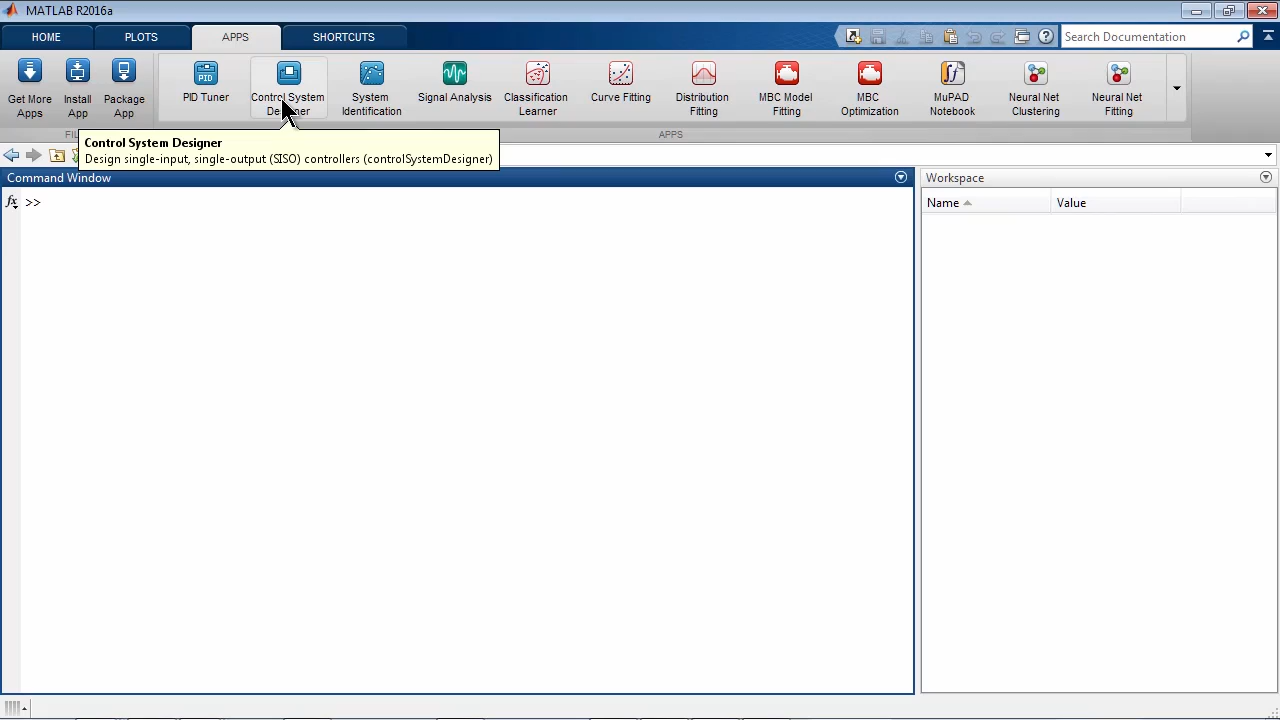 MATLAB R2016a
HOME
PLOTS
APPS
SHORTCUTS
Search Documentation
Get More
Apps
Install
App
Package
App
PID
PID Tuner
Control System
Designer
System
Identification
Signal Analysis
Classification
Learner
Curve Fitting
Distribution
Fitting
MBC Model
Fitting
MBC
Optimization
MuPAD
Notebook
Neural Net
Clustering
Neural Net
Fitting
APPS
Control System Designer
Design single-input, single-output (SISO) controllers (controlSystemDesigner)
Command Window
fx >>
Workspace
Name
Value